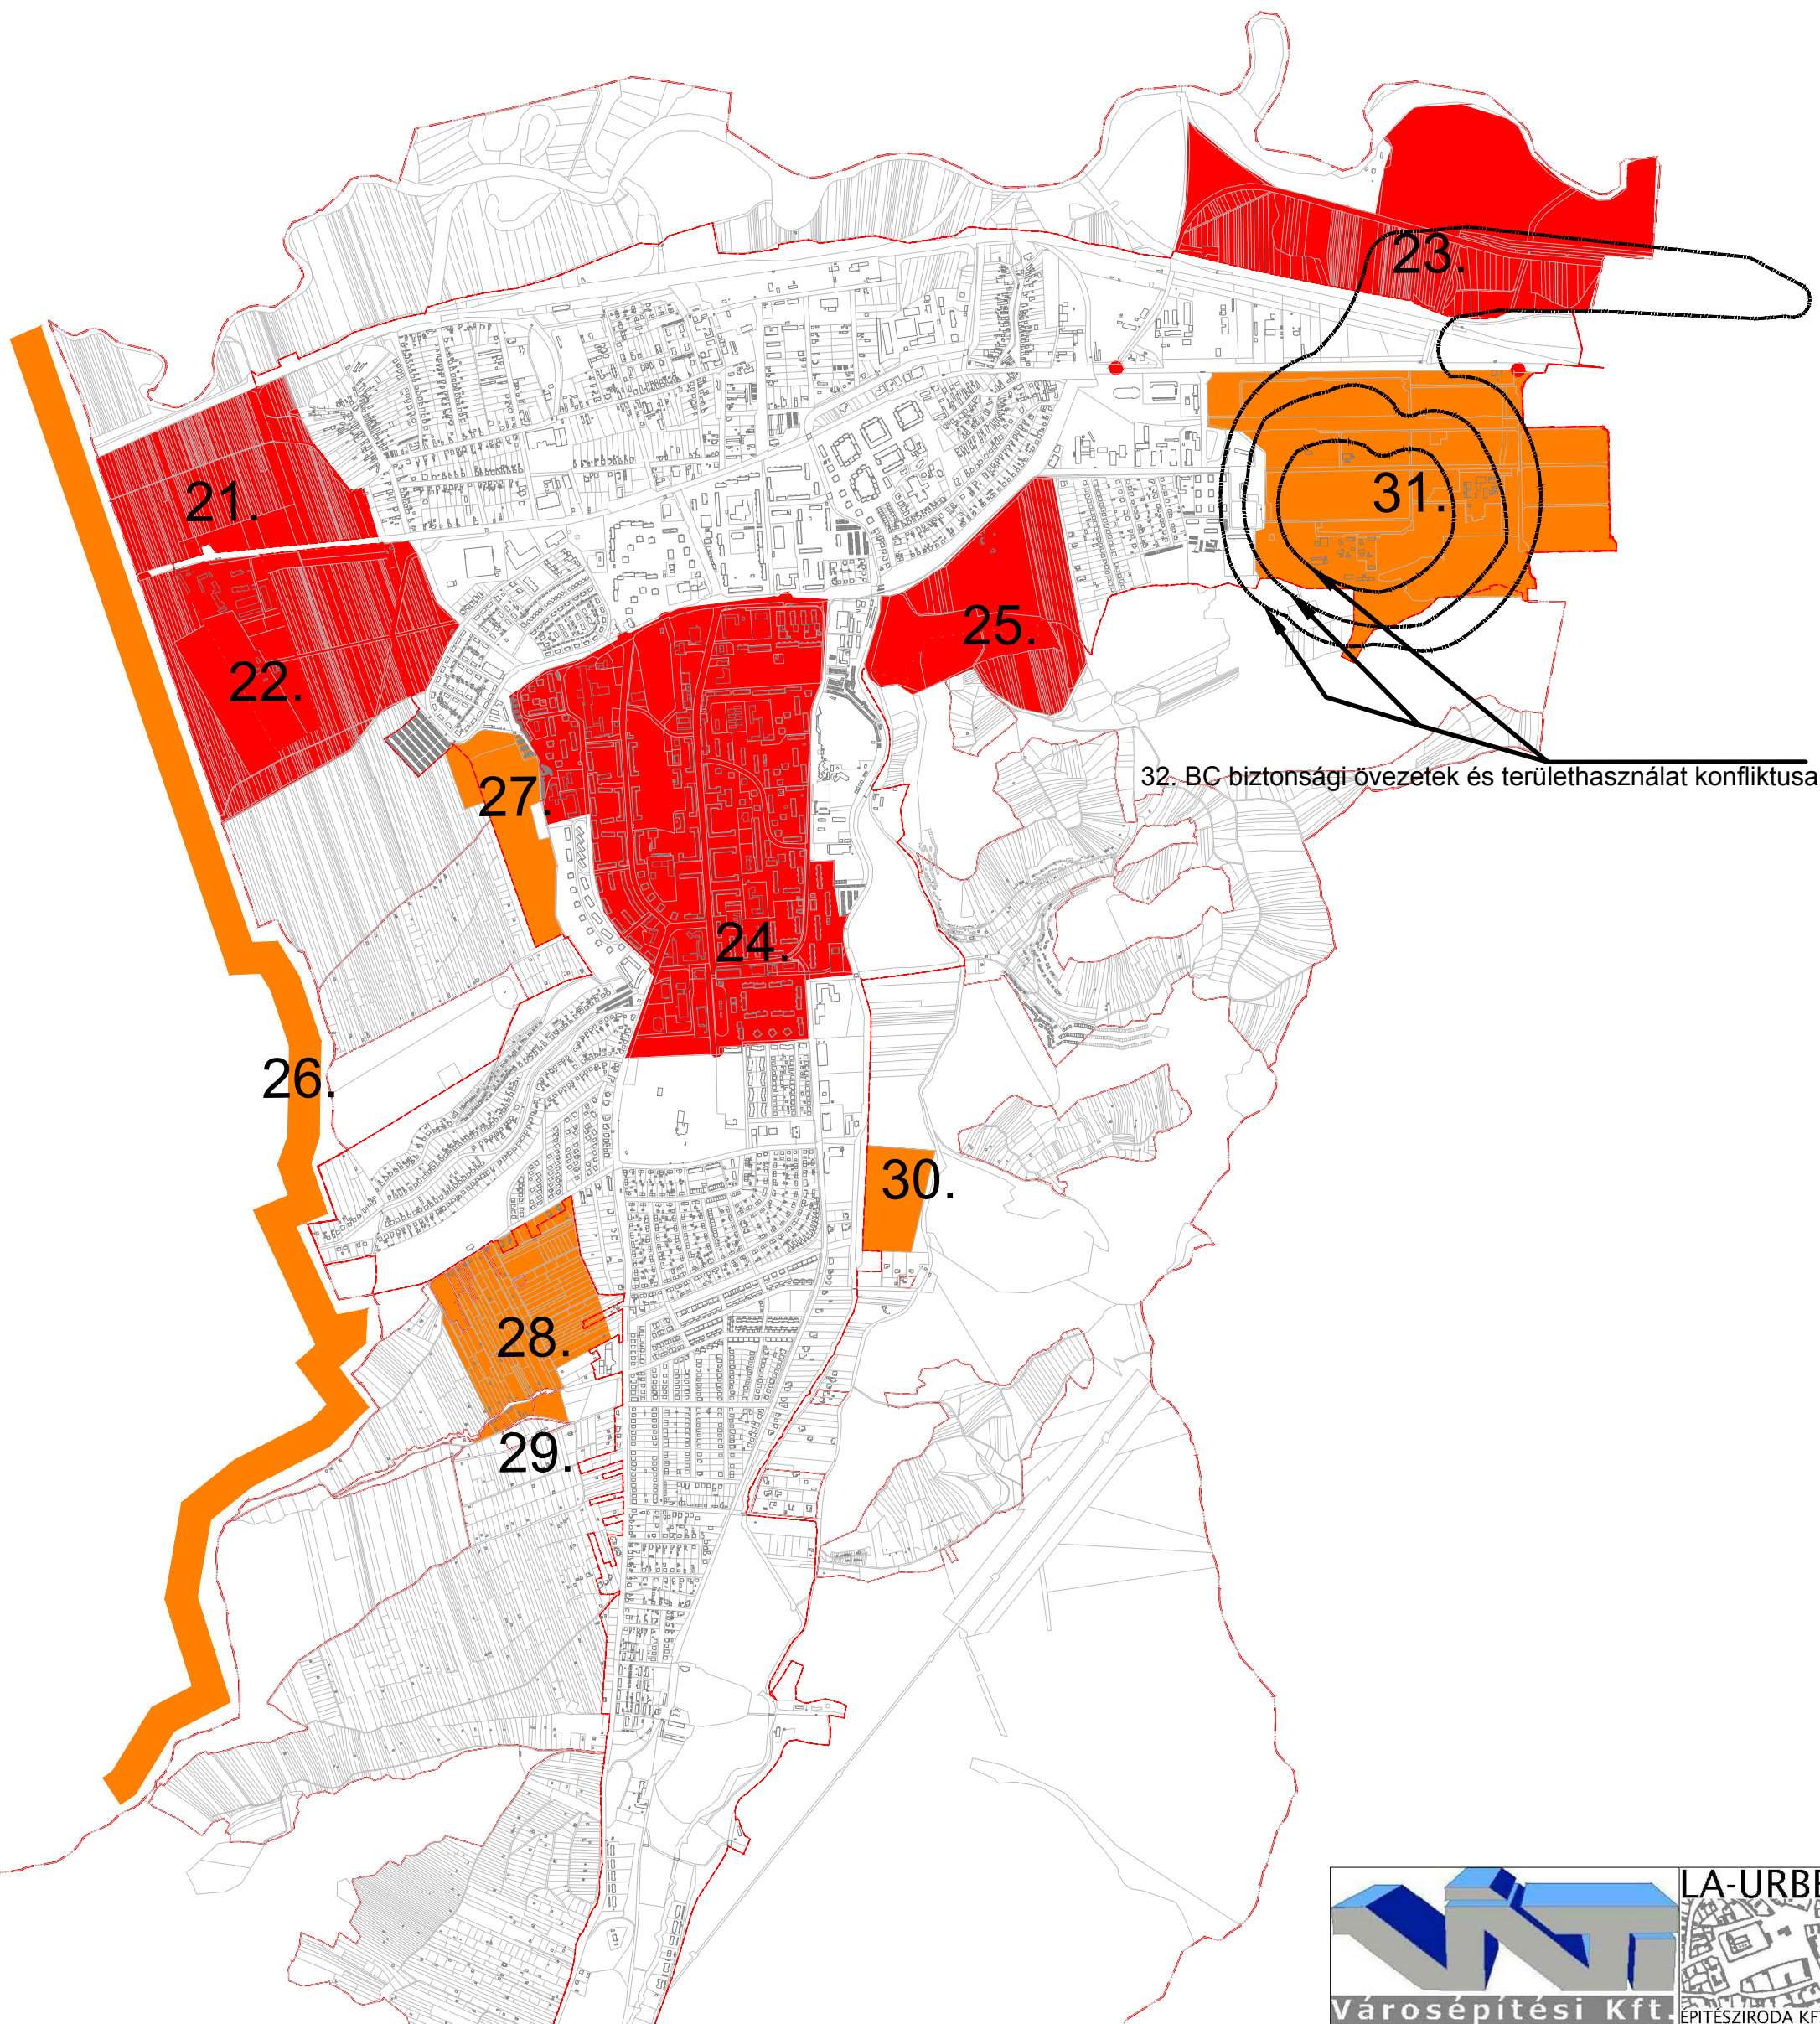 23.
21.
31.
25.
22.
32. BC biztonsági övezetek és területhasználat konfliktusa
27.
24.
26.
30.
28.
29.
LA-URBE
Városépítési Kft.
ÉPÍTÉSZIRODA KFT